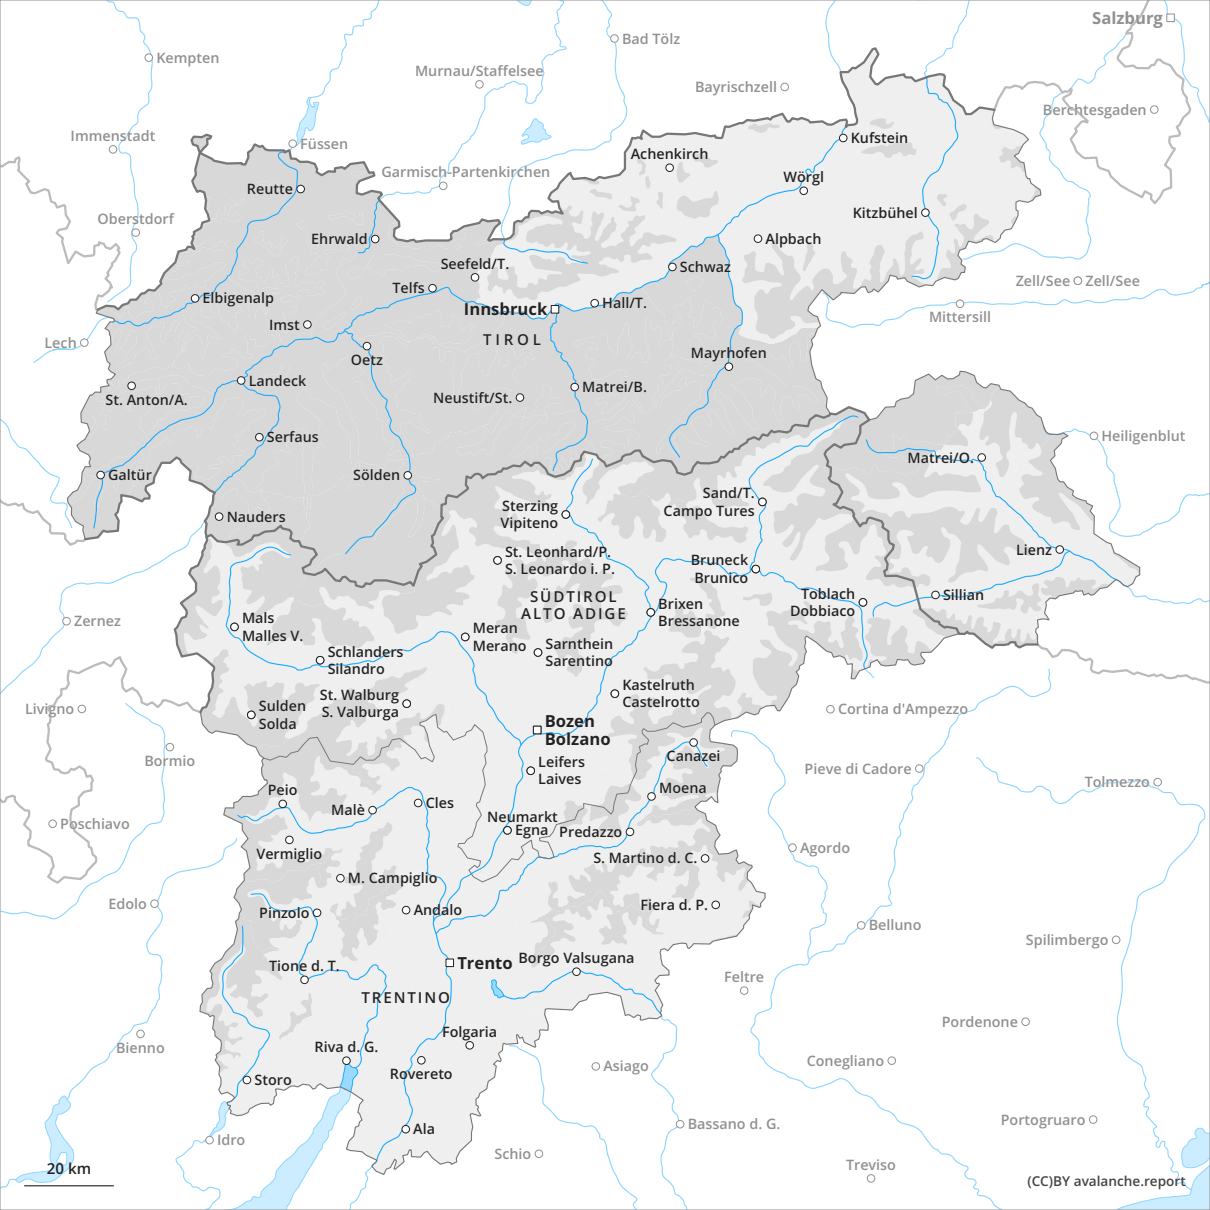 Salzburg
Kempten
Bad Tölz
Murnau/Staffelsee
Bayrischzell
Berchtesgaden
Immenstadt
Füssen
Kufstein
Achenkirch
Garmisch-Partenkirchen
Reutte
Wörgl
Oberstdorf
Kitzbühel
Ehrwald
Alpbach
Seefeld/T.
Schwaz
Telfs
Zell/See
Zell/See
Elbigenalp
Innsbruck
Hall/T.
Mittersill
Imst
Lech
TIROL
Oetz
Mayrhofen
Landeck
St. Anton/A.
Neustift/St.
Matrei/B.
Serfaus
Heiligenblut
Galtür
Sölden
Matrei/O.
Nauders
Sterzing
Vipiteno
Sand/T.
Campo Tures
St. Leonhard/P.
S. Leonardo i. P.
Bruneck
Brunico
Lienz
SÜDTIROL
ALTO ADIGE
Toblach
Dobbiaco
Sillian
Zernez
Mals
Malles V.
Meran
Merano
Brixen
Bressanone
Schlanders
Silandro
Sarnthein
Sarentino
Livigno
Sulden
Solda
St. Walburg
S. Valburga
Kastelruth
Castelrotto
Cortina d'Ampezzo
Bozen
Bolzano
Bormio
Canazei
Leifers
Laives
Pieve di Cadore
Tolmezzo
Peio
Malè
Cles
Moena
Poschiavo
Neumarkt
Egna
Predazzo
Vermiglio
S. Martino d. C.
Agordo
M. Campiglio
Edolo
Pinzolo
Andalo
Fiera d. P.
Belluno
Spilimbergo
Tione d. T.
Trento
Borgo Valsugana
Feltre
TRENTINO
Pordenone
Bienno
Riva d. G.
Folgaria
Conegliano
Storo
Rovereto
Asiago
Idro
Ala
Bassano d. G.
Portogruaro
Schio
Treviso
20 km
(CC)BY avalanche.report